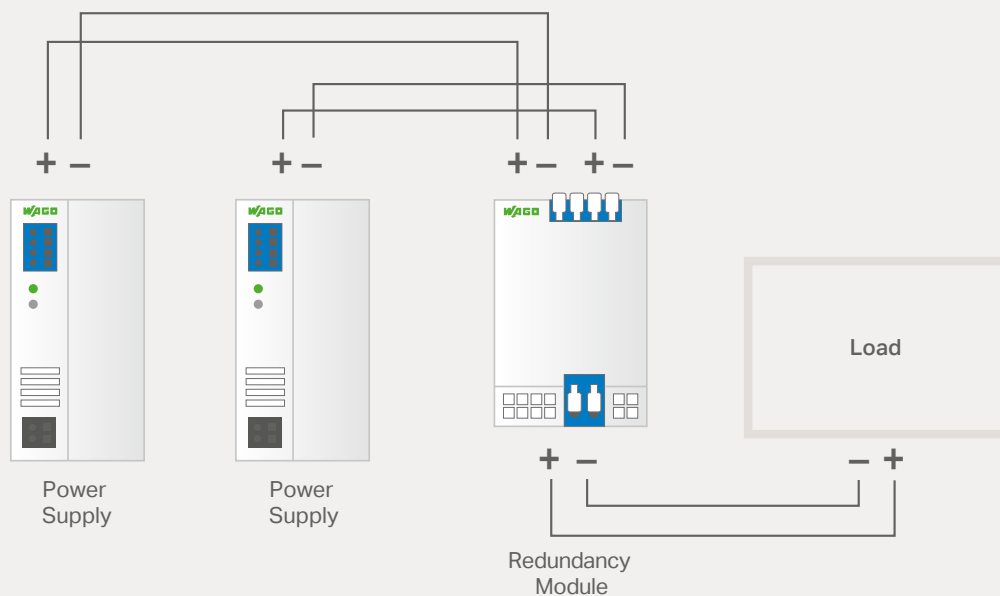 + − + − + − + −
WAGO WAGO WAGO
Load
+ − − +
Power
Supply
Power
Supply
Redundancy
Module